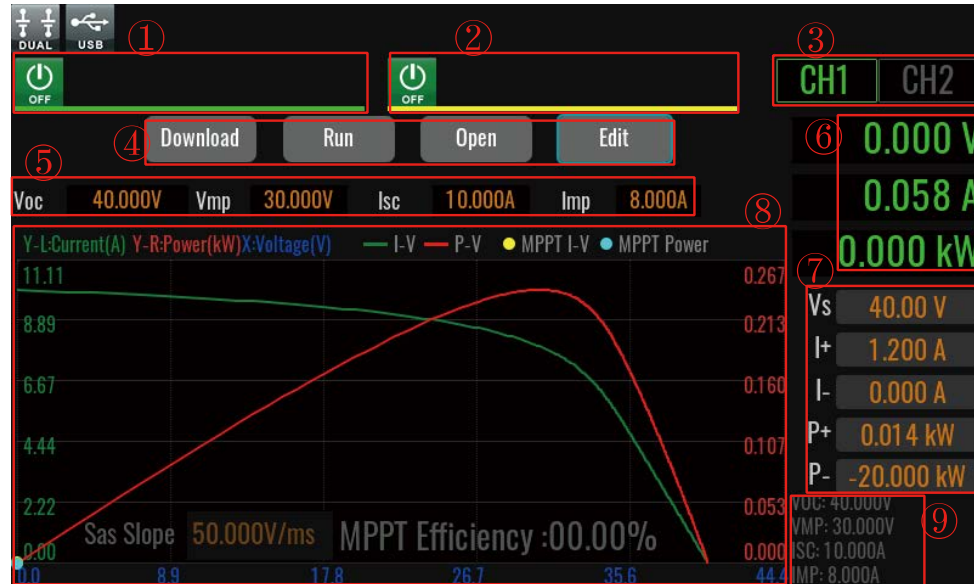 DUAL USB
① ② ③
OFF OFF CH1 CH2
④ Download Run Open Edit
⑥ 0.000 V
⑤
Voc 40.000V Vmp 30.000V Isc 10.000A Imp 8.000A
0.058 A
⑧
Y-L:Current(A) Y-R:Power(kW)X:Voltage(V) I-V P-V MPPT I-V MPPT Power
0.000 kW
⑦
11.11 0.267
Vs 40.00 V
8.89 0.213
I+ 1.200 A
6.67 0.160
I- 0.000 A
4.44 0.107
P+ 0.014 kW
P- -20.000 kW
2.22 0.053
VOC: 40.000V
Sas Slope 50.000V/ms MPPT Efficiency :00.00%
VMP: 30.000V
⑨
0.00 0.000
ISC: 10.000A
0.0 8.9 17.8 26.7 35.6 44.4
IMP: 8.000A